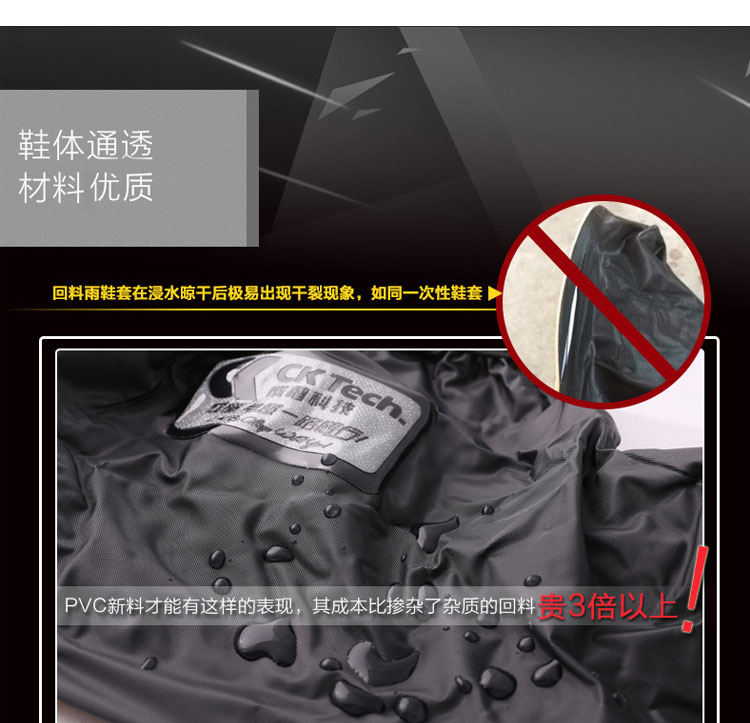 鞋体通透
材料优质
回料雨鞋套在浸水晾干后极易出现干裂现象，如同一次性鞋套
CK Tech.
PVC新料才能有这样的表现，其成本比掺杂了杂质的回料贵3倍以上！